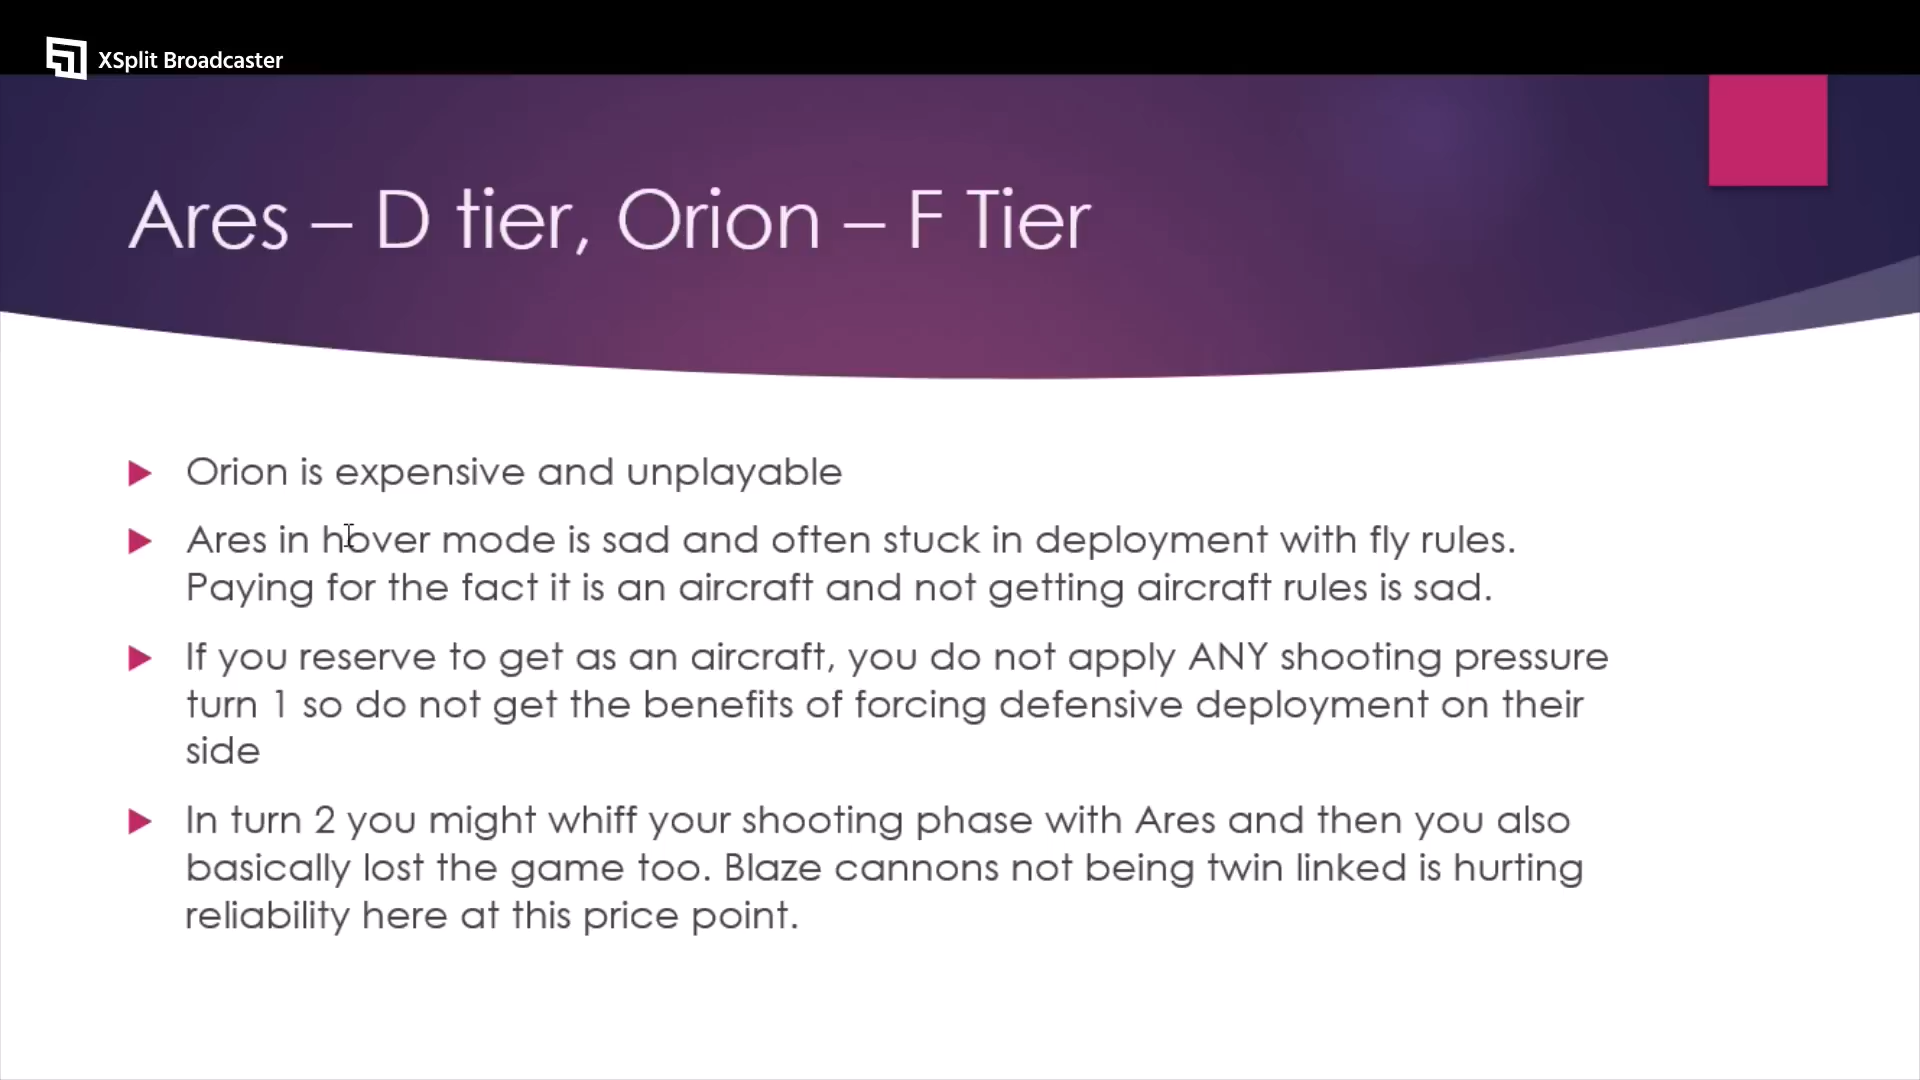 XSplit Broadcaster
Ares – D tier, Orion – F Tier
Orion is expensive and unplayable
Ares in hover mode is sad and often stuck in deployment with fly rules.
Paying for the fact it is an aircraft and not getting aircraft rules is sad.
If you reserve to get as an aircraft, you do not apply ANY shooting pressure
turn 1 so do not get the benefits of forcing defensive deployment on their
side
In turn 2 you might whiff your shooting phase with Ares and then you also
basically lost the game too. Blaze cannons not being twin linked is hurting
reliability here at this price point.